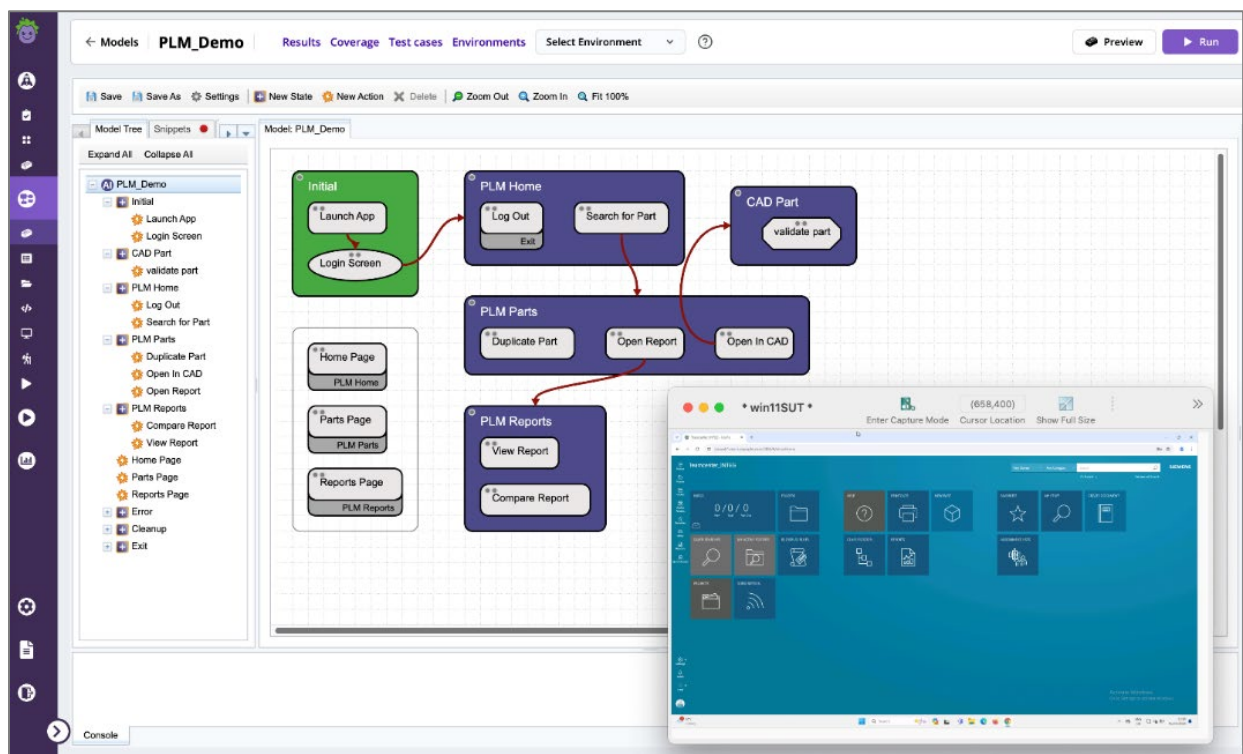 ← Models PLM_Demo Results Coverage Test cases Environments Select Environment ? Preview Run
Save Save As Settings New State New Action Delete Zoom Out Zoom In Fit 100%
Model Tree Snippets
Expand All Collapse All
PLM_Demo
Initial
Launch App
Login Screen
CAD Part
validate part
PLM Home
Log Out
Search for Part
PLM Parts
Duplicate Part
Open In CAD
Open Report
PLM Reports
Compare Report
View Report
Home Page
Parts Page
Reports Page
Error
Cleanup
Exit
Model: PLM_Demo
Initial
Launch App
Login Screen
PLM Home
Log Out
Exit
Search for Part
CAD Part
validate part
PLM Parts
Duplicate Part
Open Report
Open In CAD
Home Page
PLM Home
Parts Page
PLM Parts
Reports Page
PLM Reports
PLM Reports
View Report
Compare Report
* win11SUT *
Enter Capture Mode
(658,400)
Cursor Location
Show Full Size
SIEMENS
0/0/0
Console